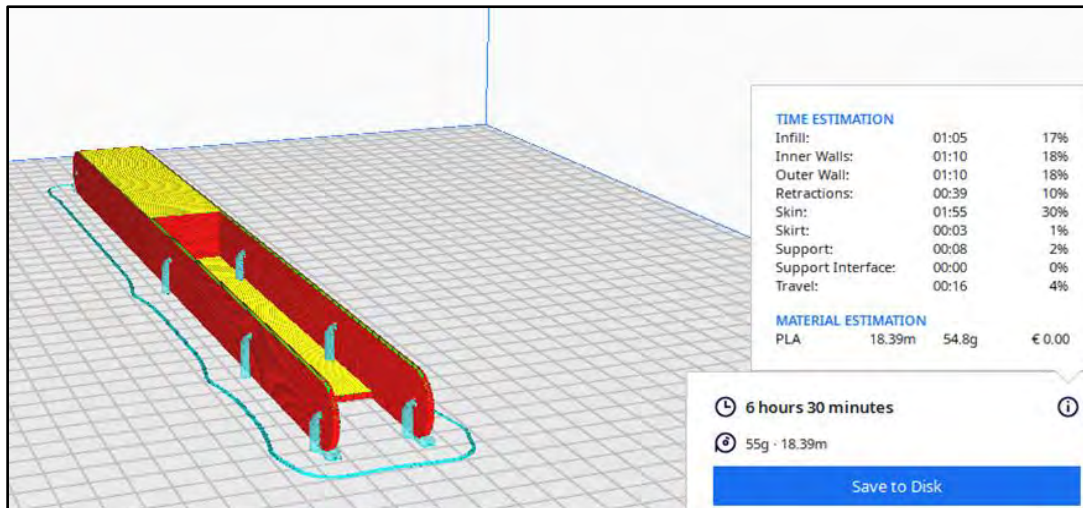 TIME ESTIMATION
Infill: 01:05 17%
Inner Walls: 01:10 18%
Outer Wall: 01:10 18%
Retractions: 00:39 10%
Skin: 01:55 30%
Skirt: 00:03 1%
Support: 00:08 2%
Support Interface: 00:00 0%
Travel: 00:16 4%
MATERIAL ESTIMATION
PLA 18.39m 54.8g € 0.00
6 hours 30 minutes
55g · 18.39m
Save to Disk